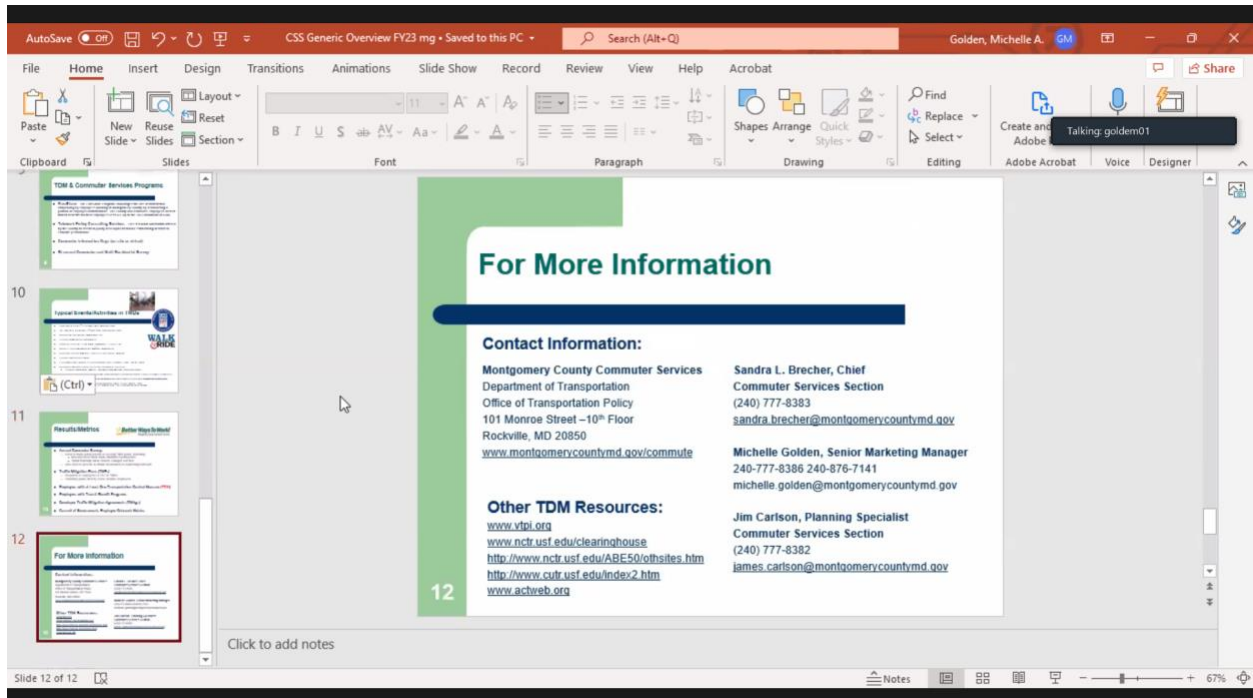 AutoSave Off CSS Generic Overview FY23 mg • Saved to this PC Search (Alt+Q) Golden, Michelle A. GM
File Home Insert Design Transitions Animations Slide Show Record Review View Help Acrobat Share
Paste
New Slide
Reuse Slides
Layout
Reset
Section
11
B I U S ab AV Aa A
Shapes Arrange Quick Styles
Find
Replace
Select
Create and
Adobe
Talking: goldem01
Clipboard Slides Font Paragraph Drawing Editing Adobe Acrobat Voice Designer
TDM & Commuter Services Programs
10
Typical Events/Activities in TMDs
WALK
RIDE
(Ctrl)
11
Results/Metrics
Better Ways to Work!
12
For More Information
For More Information
Contact Information:
Montgomery County Commuter Services
Department of Transportation
Office of Transportation Policy
101 Monroe Street –10th Floor
Rockville, MD 20850
www.montgomerycountymd.gov/commute
Other TDM Resources:
www.vtpi.org
www.nctr.usf.edu/clearinghouse
http://www.nctr.usf.edu/ABE50/othsites.htm
http://www.cutr.usf.edu/index2.htm
www.actweb.org
Sandra L. Brecher, Chief
Commuter Services Section
(240) 777-8383
sandra.brecher@montgomerycountymd.gov
Michelle Golden, Senior Marketing Manager
240-777-8386 240-876-7141
michelle.golden@montgomerycountymd.gov
Jim Carlson, Planning Specialist
Commuter Services Section
(240) 777-8382
james.carlson@montgomerycountymd.gov
12
Click to add notes
Slide 12 of 12 Notes 67%